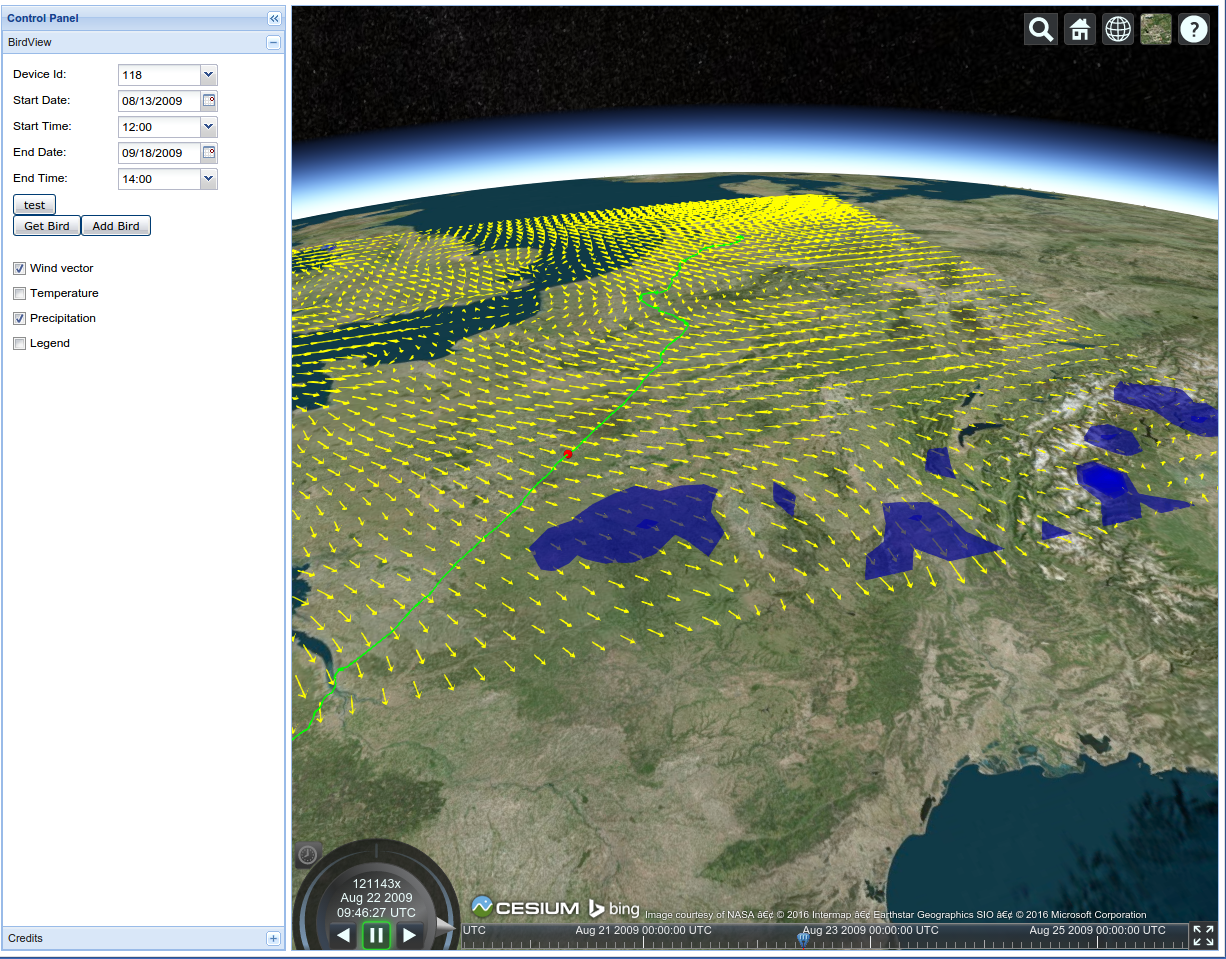 Control Panel
BirdView
Device Id: 118
Start Date: 08/13/2009
Start Time: 12:00
End Date: 09/18/2009
End Time: 14:00
test
Get Bird Add Bird
Wind vector
Temperature
Precipitation
Legend
Credits
?
121143x
Aug 22 2009
09:46:27 UTC
CESIUM bing Image courtesy of NASA • © 2016 Intermap • Earthstar Geographics SIO • © 2016 Microsoft Corporation
UTC Aug 21 2009 00:00:00 UTC Aug 23 2009 00:00:00 UTC Aug 25 2009 00:00:00 UTC